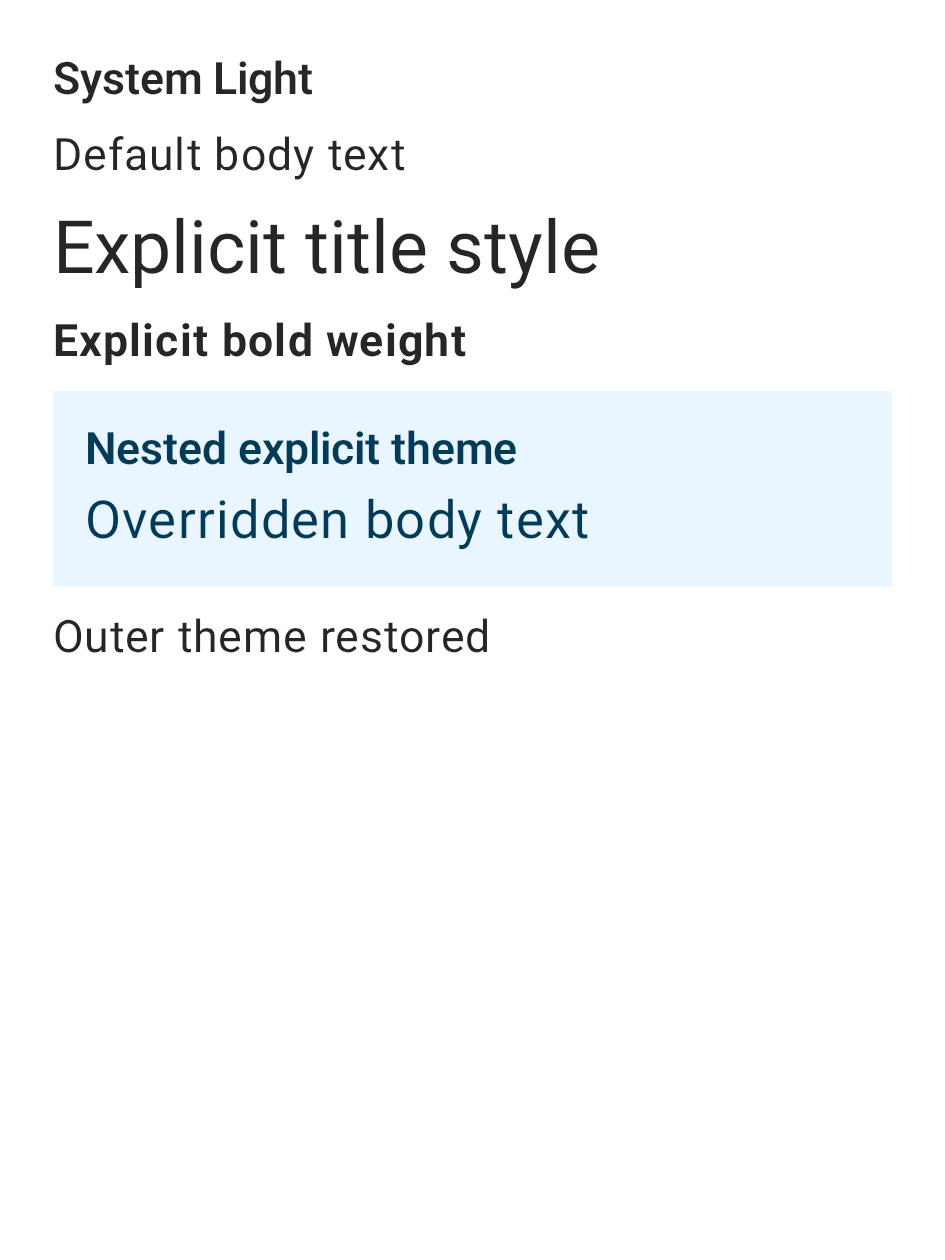 System Light
Default body text
Explicit title style
Explicit bold weight
Nested explicit theme
Overridden body text
Outer theme restored